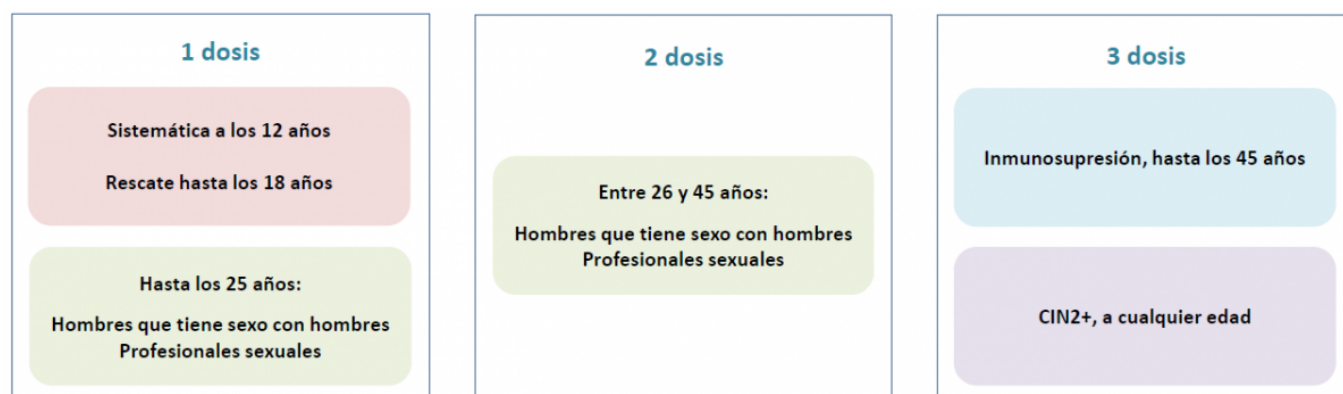 1 dosis
Sistemática a los 12 años
Rescate hasta los 18 años
Hasta los 25 años:
Hombres que tiene sexo con hombres
Profesionales sexuales
2 dosis
Entre 26 y 45 años:
Hombres que tiene sexo con hombres
Profesionales sexuales
3 dosis
Inmunosupresión, hasta los 45 años
CIN2+, a cualquier edad